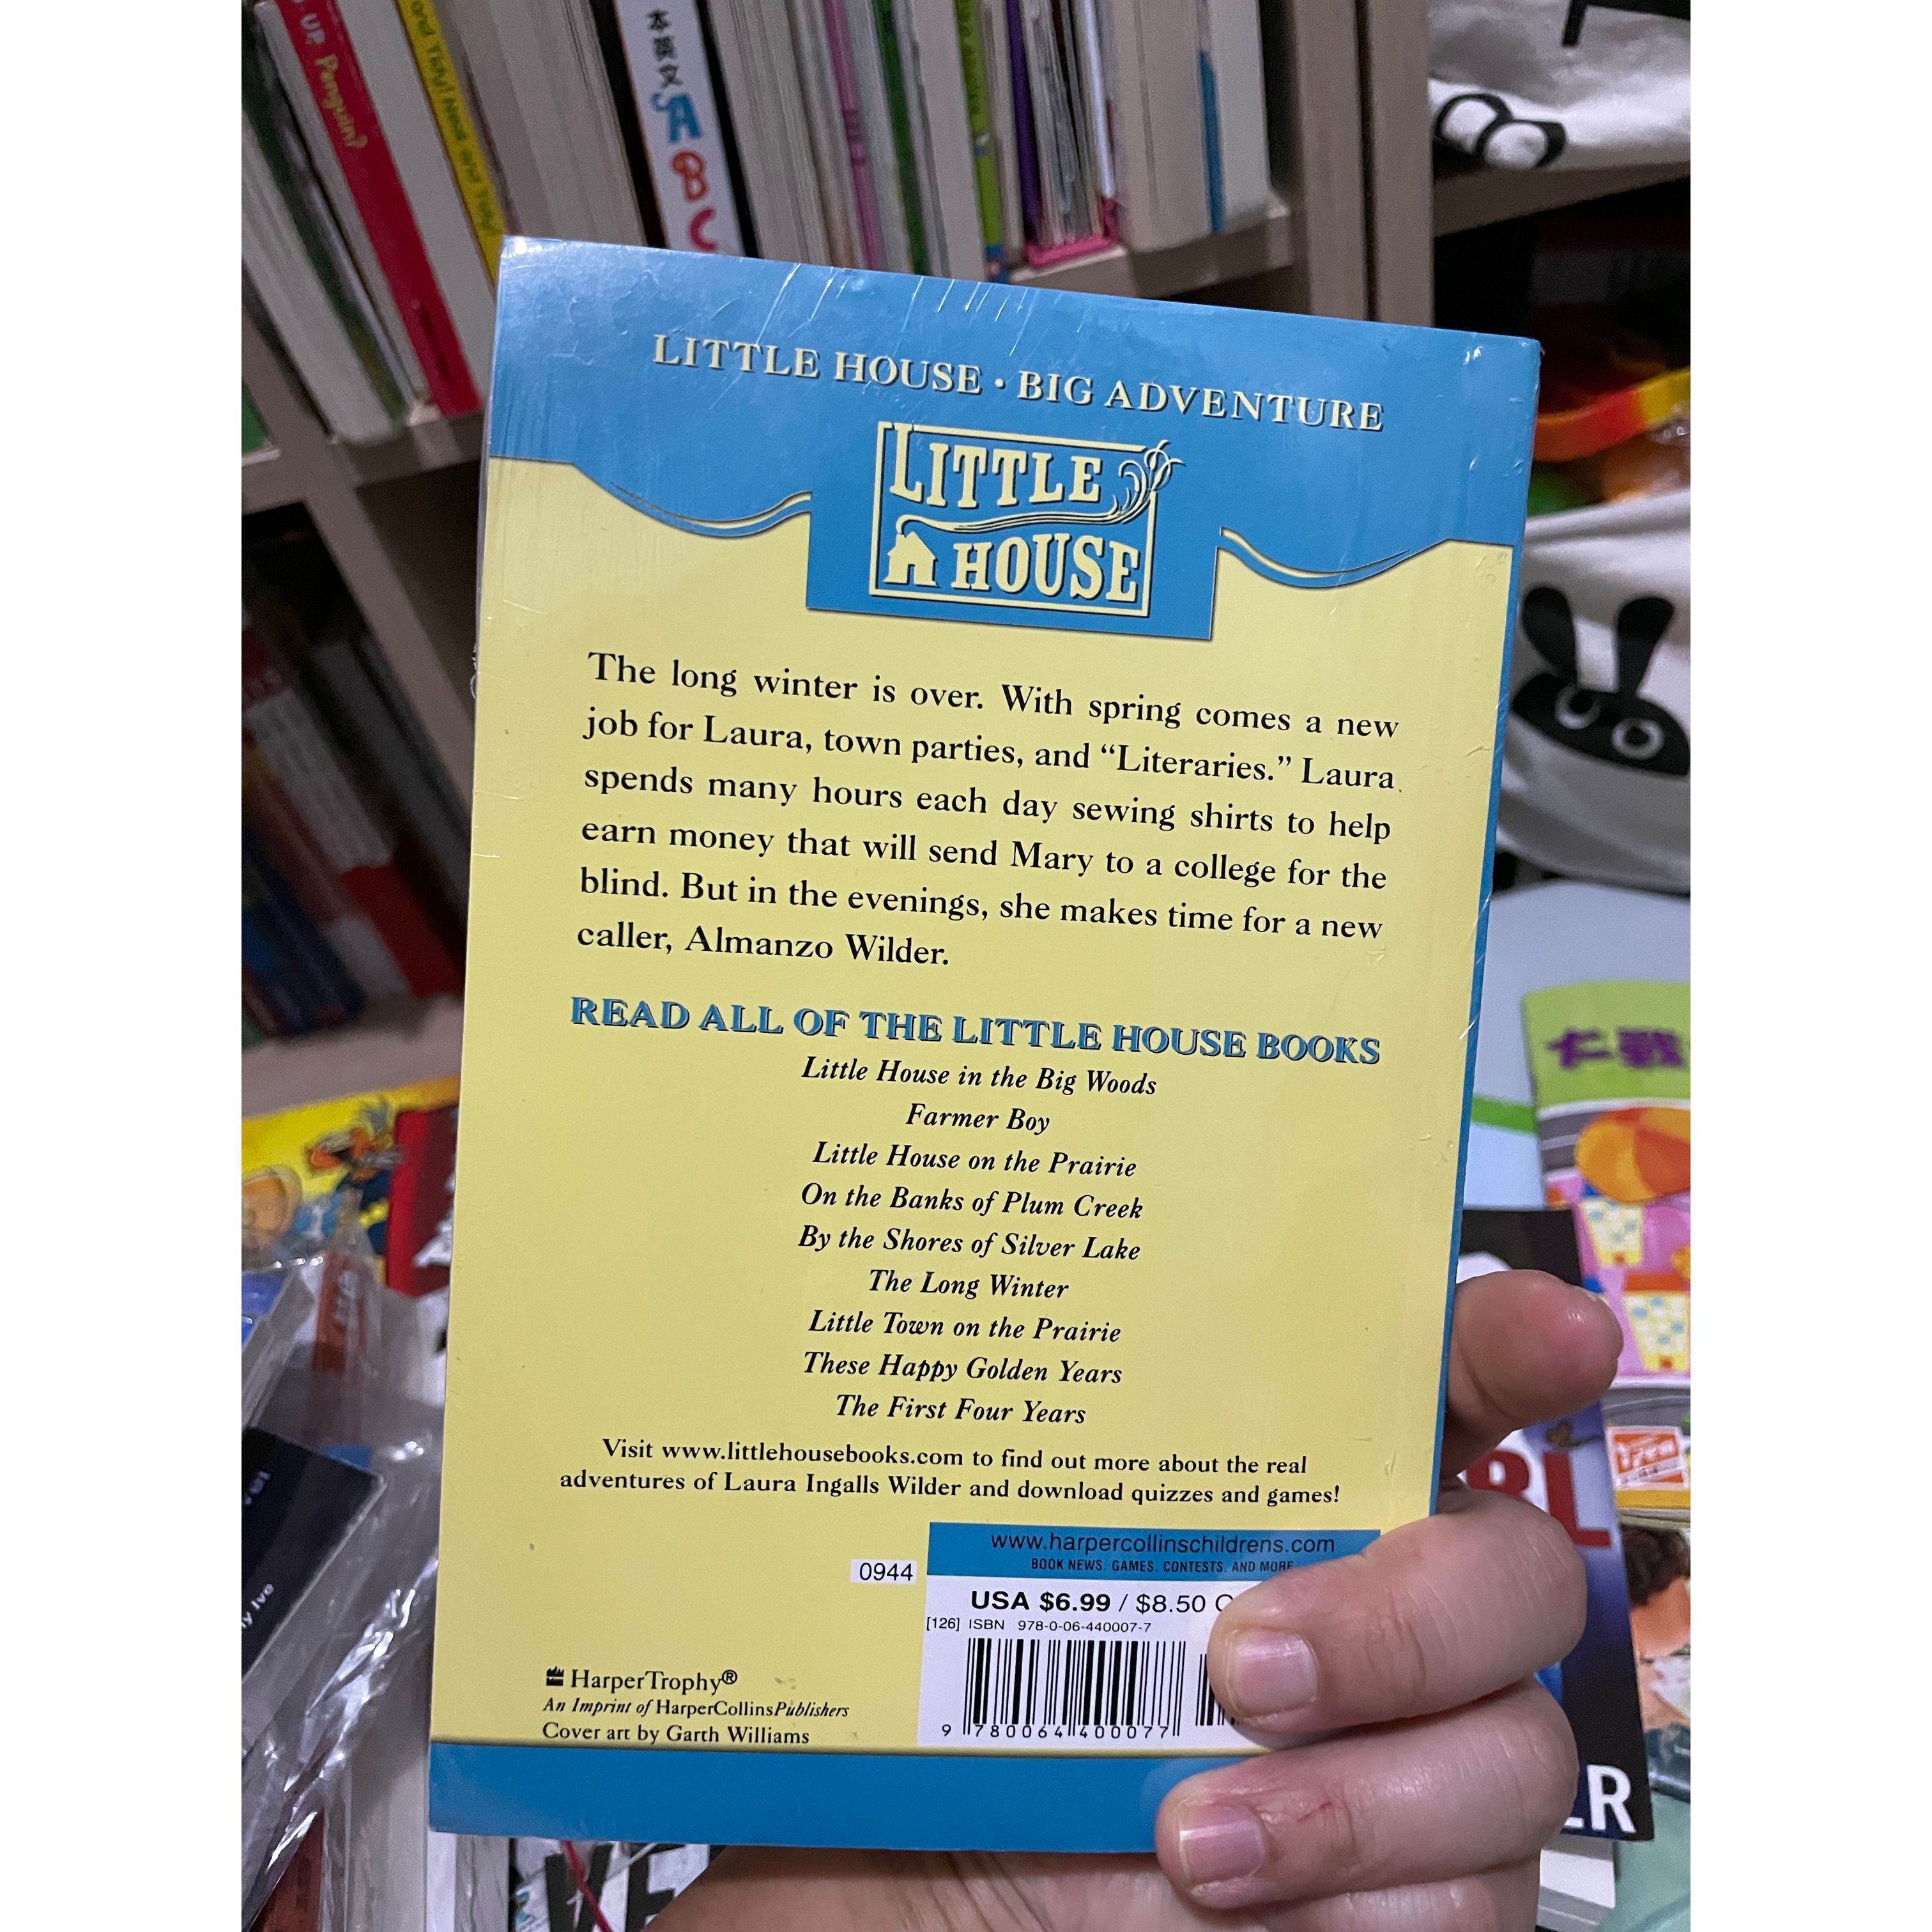 up, Penguin?
本英文
A
B
C
LITTLE HOUSE • BIG ADVENTURE
LITTLE
HOUSE
The long winter is over. With spring comes a new
job for Laura, town parties, and “Literaries.” Laura
spends many hours each day sewing shirts to help
earn money that will send Mary to a college for the
blind. But in the evenings, she makes time for a new
caller, Almanzo Wilder.
READ ALL OF THE LITTLE HOUSE BOOKS
Little House in the Big Woods
Farmer Boy
Little House on the Prairie
On the Banks of Plum Creek
By the Shores of Silver Lake
The Long Winter
Little Town on the Prairie
These Happy Golden Years
The First Four Years
Visit www.littlehousebooks.com to find out more about the real
adventures of Laura Ingalls Wilder and download quizzes and games!
www.harpercollinschildrens.com
BOOK NEWS, GAMES, CONTESTS, AND MORE
0944
USA $6.99 / $8.50
[126] ISBN 978-0-06-440007-7
9 780064 400077
HarperTrophy®
An Imprint of HarperCollinsPublishers
Cover art by Garth Williams